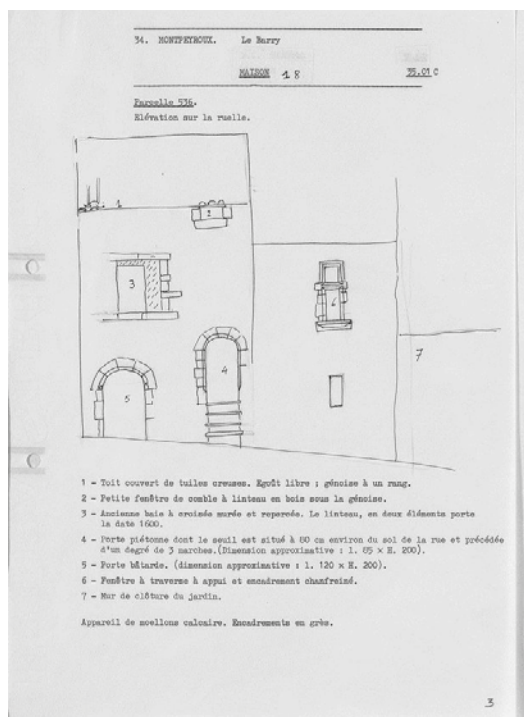 34. MONTPEYROUX. Le Barry
MAISON 18 35.01 C
Parcelle 536.
Elévation sur la ruelle.
1
2
3
6
4
7
5
1 - Toit couvert de tuiles creuses. Egoût libre : génoise à un rang.
2 - Petite fenêtre de comble à linteau en bois sous la génoise.
3 - Ancienne baie à croisée murée et repercée. Le linteau, en deux éléments porte
la date 1600.
4 - Porte piétonne dont le seuil est situé à 80 cm environ du sol de la rue et précédée
d'un degré de 3 marches.(Dimension approximative : l. 85 x H. 200).
5 - Porte bâtarde. (dimension approximative : l. 120 x H. 200).
6 - Fenêtre à traverse à appui et encadrement chanfreiné.
7 - Mur de clôture du jardin.
Appareil de moellons calcaire. Encadrements en grès.
3